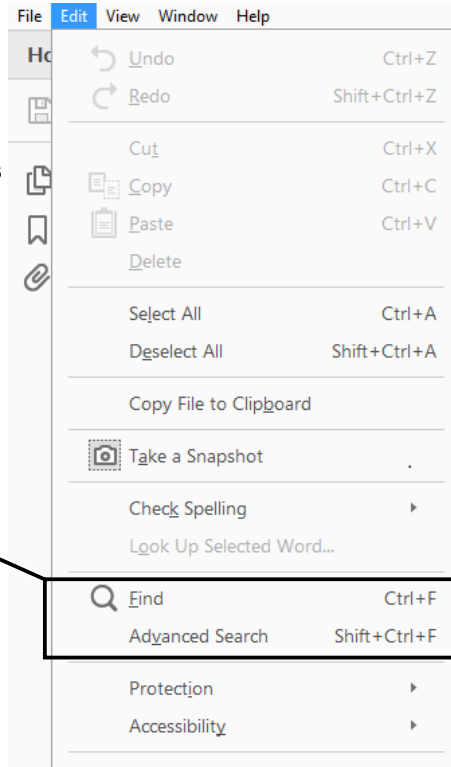 File Edit View Window Help
Ho
Undo Ctrl+Z
Redo Shift+Ctrl+Z
Cut Ctrl+X
Copy Ctrl+C
Paste Ctrl+V
Delete
Select All Ctrl+A
Deselect All Shift+Ctrl+A
Copy File to Clipboard
Take a Snapshot
Check Spelling
Look Up Selected Word...
Find Ctrl+F
Advanced Search Shift+Ctrl+F
Protection
Accessibility